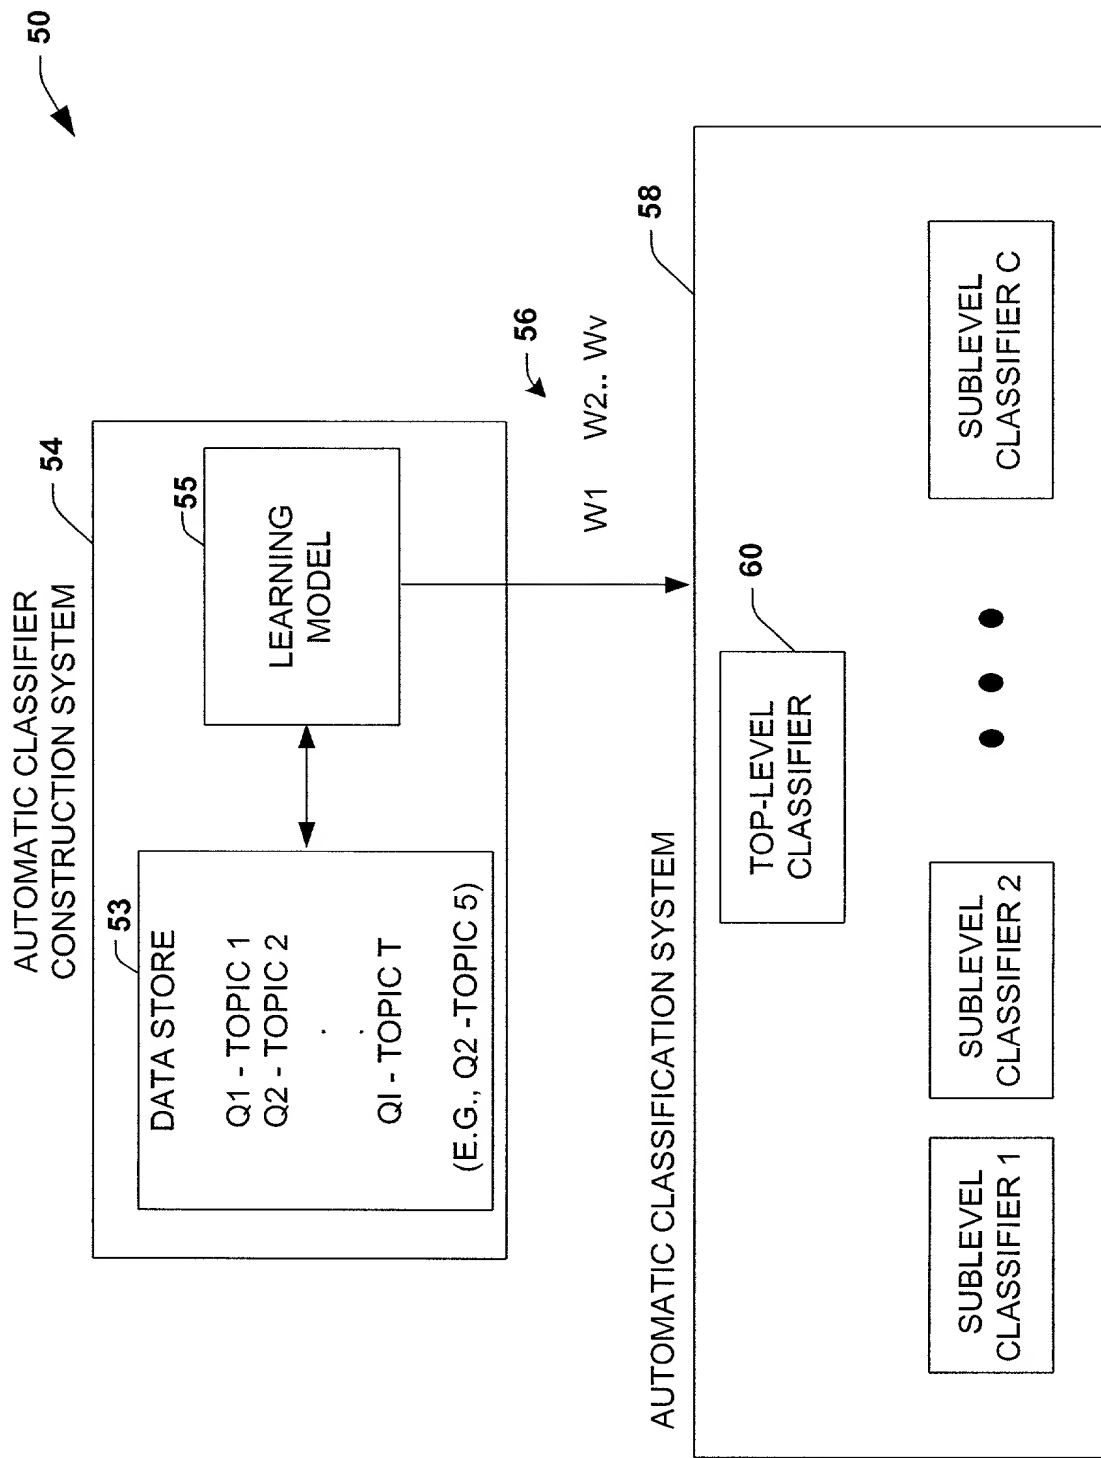 50
AUTOMATIC CLASSIFIER
CONSTRUCTION SYSTEM
54
53
DATA STORE
Q1 - TOPIC 1
Q2 - TOPIC 2
QI - TOPIC T
(E.G., Q2 -TOPIC 5)
55
LEARNING
MODEL
56
W1 W2.. Wv
AUTOMATIC CLASSIFICATION SYSTEM
58
60
TOP-LEVEL
CLASSIFIER
SUBLEVEL
CLASSIFIER 1
SUBLEVEL
CLASSIFIER 2
SUBLEVEL
CLASSIFIER C